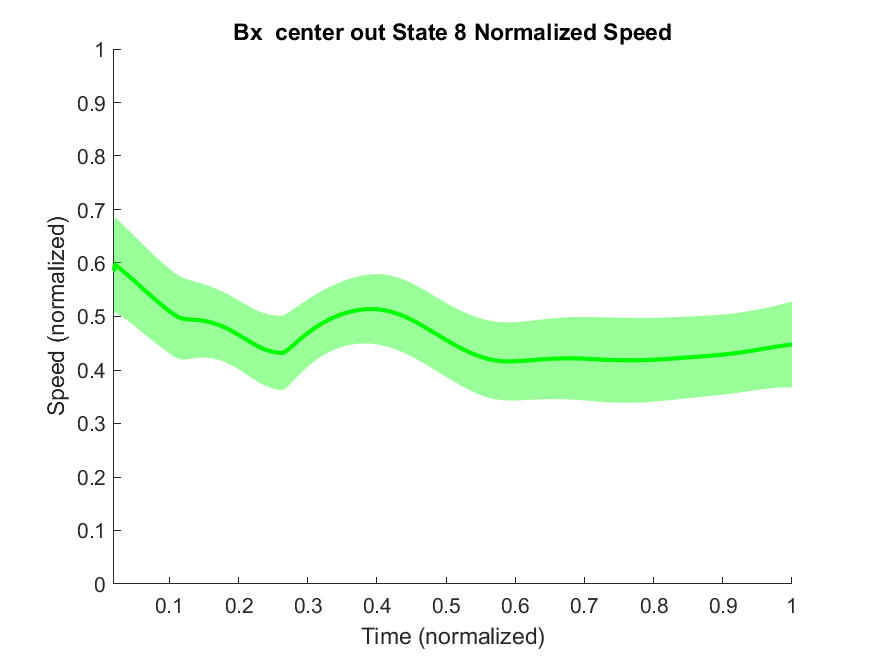 Bx  center out State 8 Normalized Speed
1
0.9
0.8
0.7
0.6
0.5
0.4
0.3
0.2
0.1
0
Speed (normalized)
0.1 0.2 0.3 0.4 0.5 0.6 0.7 0.8 0.9 1
Time (normalized)